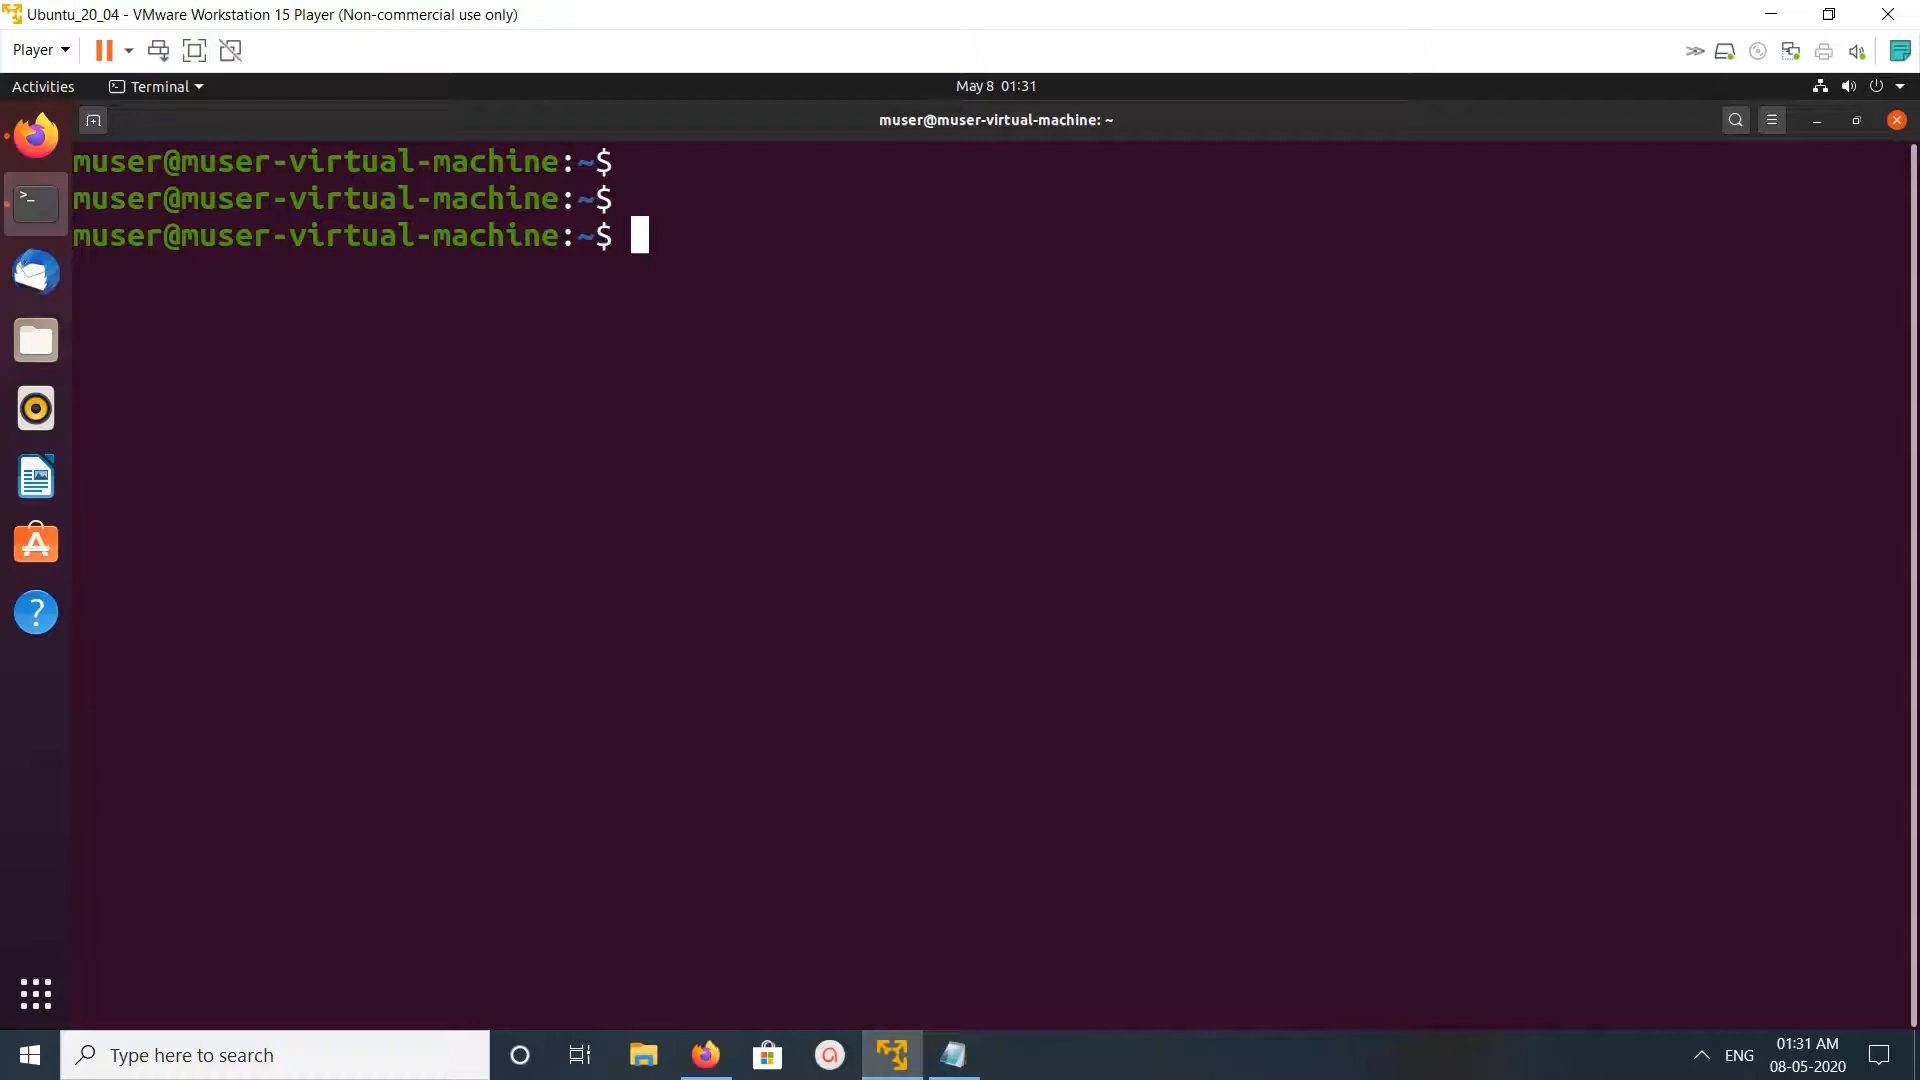 Ubuntu_20_04 - VMware Workstation 15 Player (Non-commercial use only)
Player
Activities
Terminal
May 8 01:31
muser@muser-virtual-machine: ~
muser@muser-virtual-machine:~$
muser@muser-virtual-machine:~$
muser@muser-virtual-machine:~$
Type here to search
ENG
01:31 AM
08-05-2020